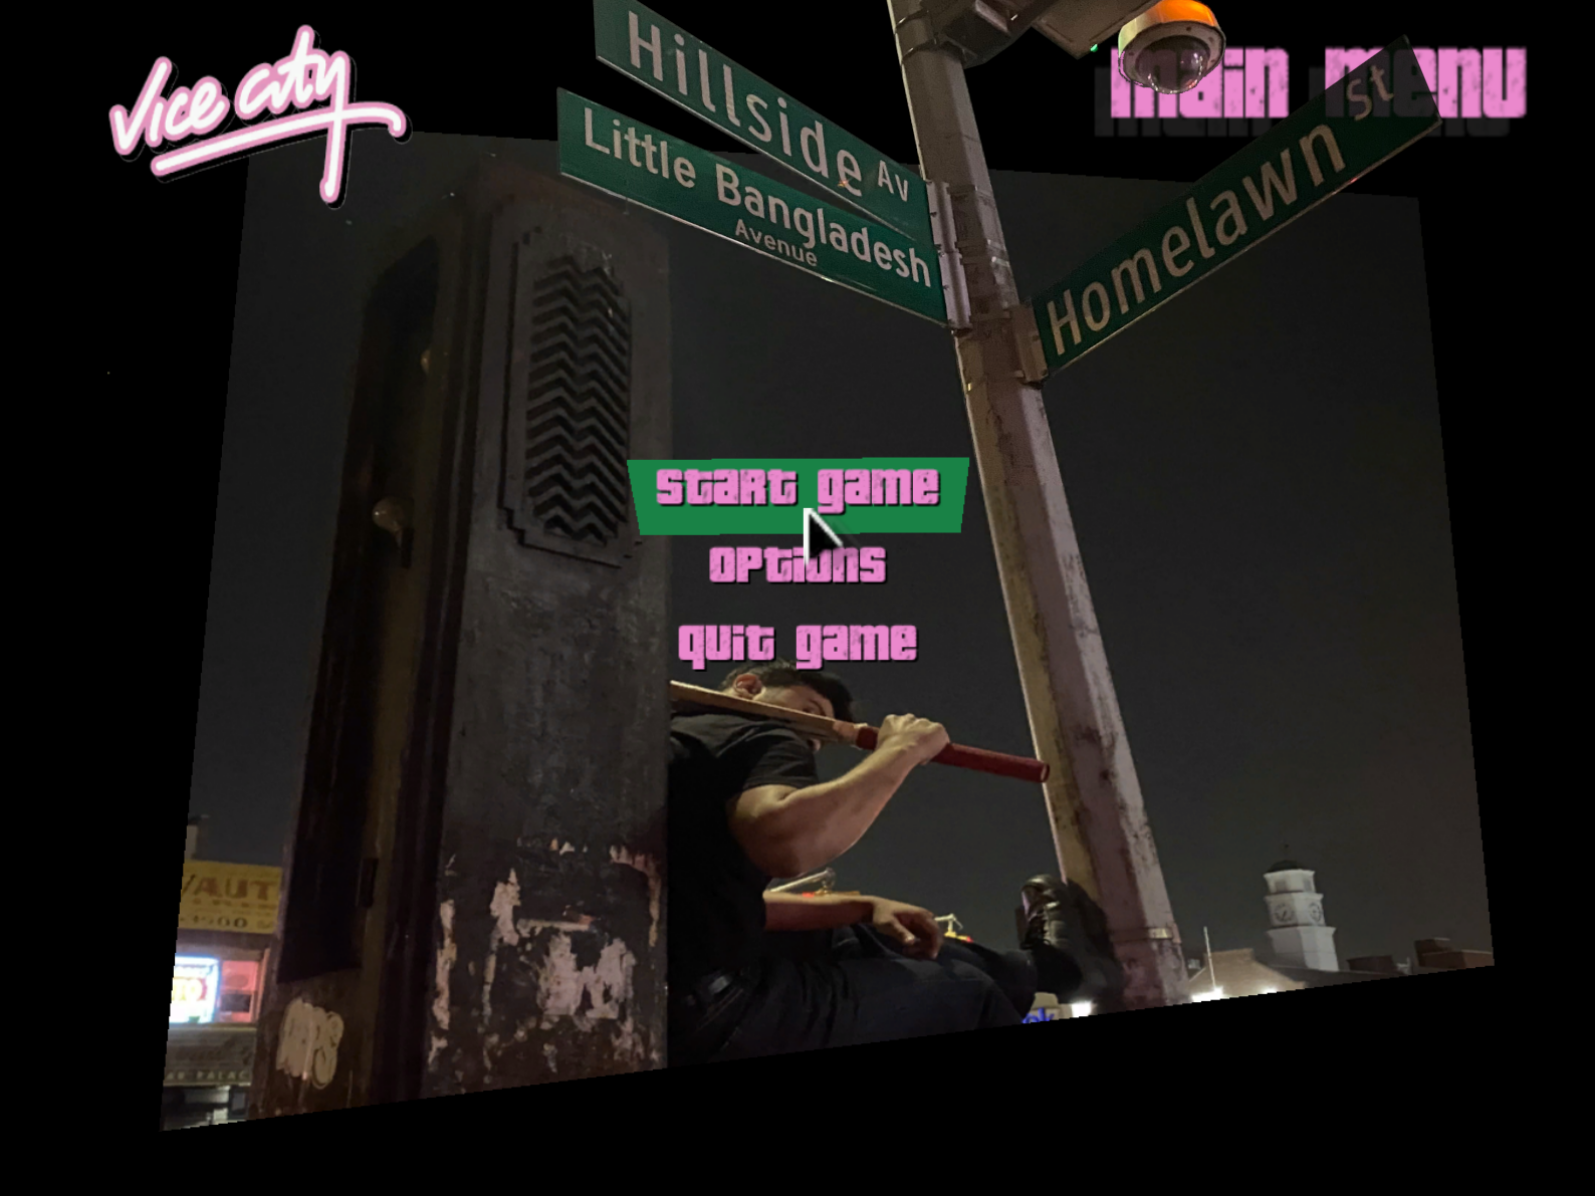 Vice City
main menu
Hillside Av
Little Bangladesh
Avenue
Homelawn St
start game
options
quit game